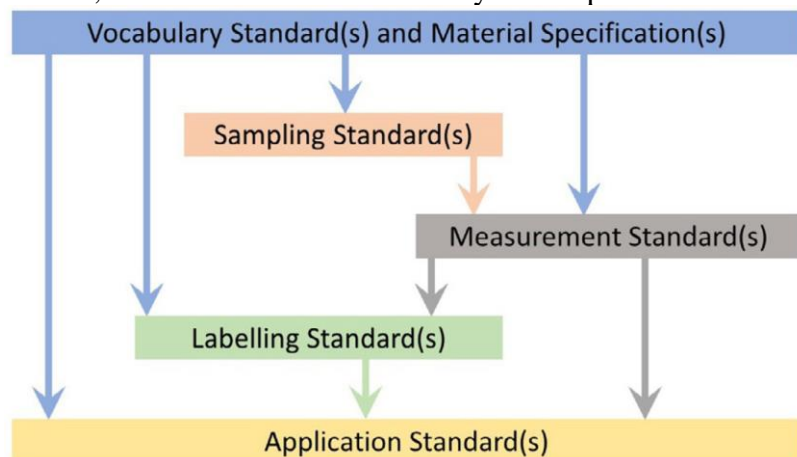 Vocabulary Standard(s) and Material Specification(s)
Sampling Standard(s)
Measurement Standard(s)
Labelling Standard(s)
Application Standard(s)